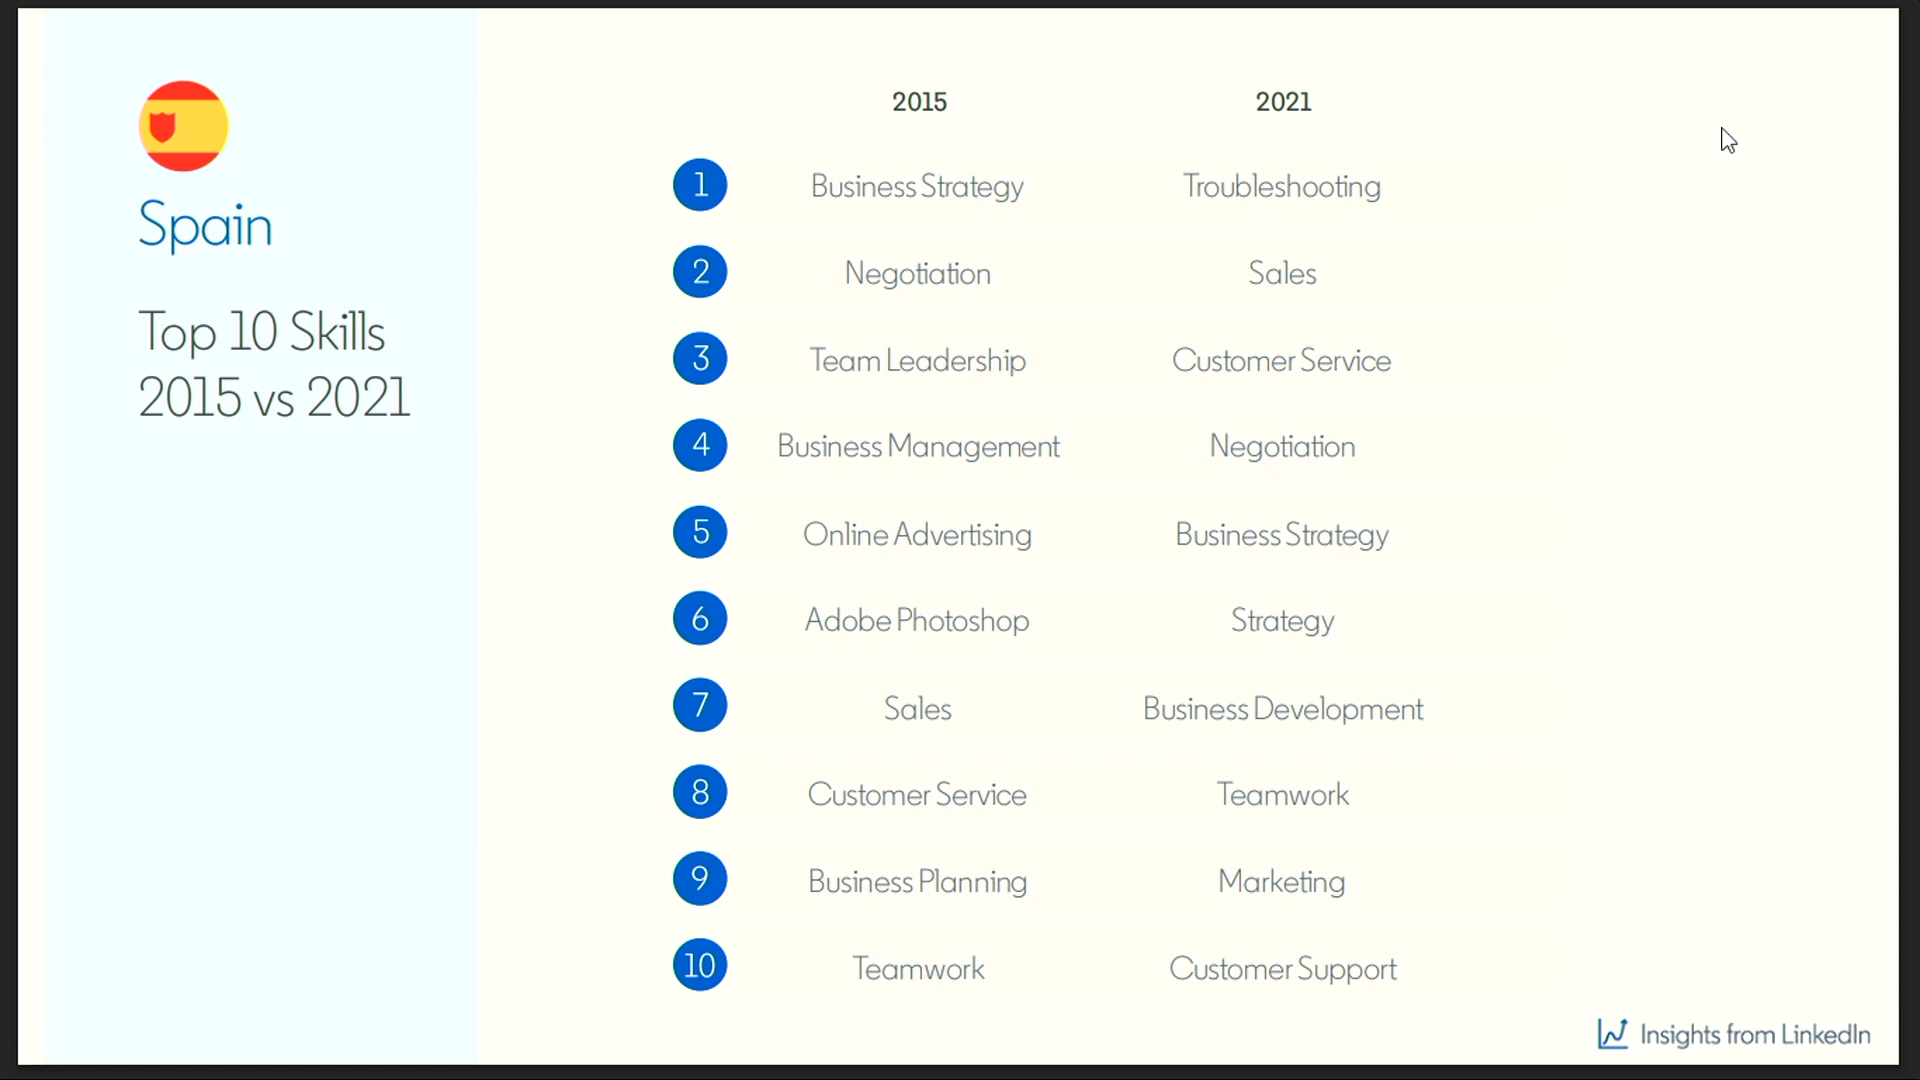 Spain
Top 10 Skills
2015 vs 2021
2015 2021
1 Business Strategy Troubleshooting
2 Negotiation Sales
3 Team Leadership Customer Service
4 Business Management Negotiation
5 Online Advertising Business Strategy
6 Adobe Photoshop Strategy
7 Sales Business Development
8 Customer Service Teamwork
9 Business Planning Marketing
10 Teamwork Customer Support
Insights from LinkedIn